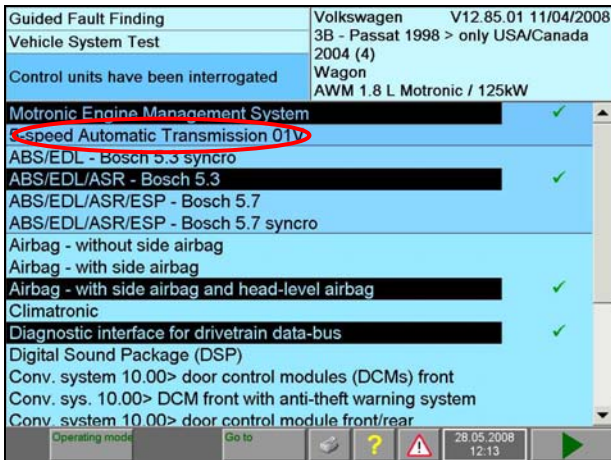 Guided Fault Finding
Vehicle System Test
Control units have been interrogated
Volkswagen V12.85.01 11/04/2008
3B - Passat 1998 > only USA/Canada
2004 (4)
Wagon
AWM 1.8 L Motronic / 125kW
Motronic Engine Management System
5-speed Automatic Transmission 01V
ABS/EDL - Bosch 5.3 syncro
ABS/EDL/ASR - Bosch 5.3
ABS/EDL/ASR/ESP - Bosch 5.7
ABS/EDL/ASR/ESP - Bosch 5.7 syncro
Airbag - without side airbag
Airbag - with side airbag
Airbag - with side airbag and head-level airbag
Climatronic
Diagnostic interface for drivetrain data-bus
Digital Sound Package (DSP)
Conv. system 10.00> door control modules (DCMs) front
Conv. sys. 10.00> DCM front with anti-theft warning system
Conv. system 10.00> door control module front/rear
Operating mode
Go to
28.05.2008
12:13